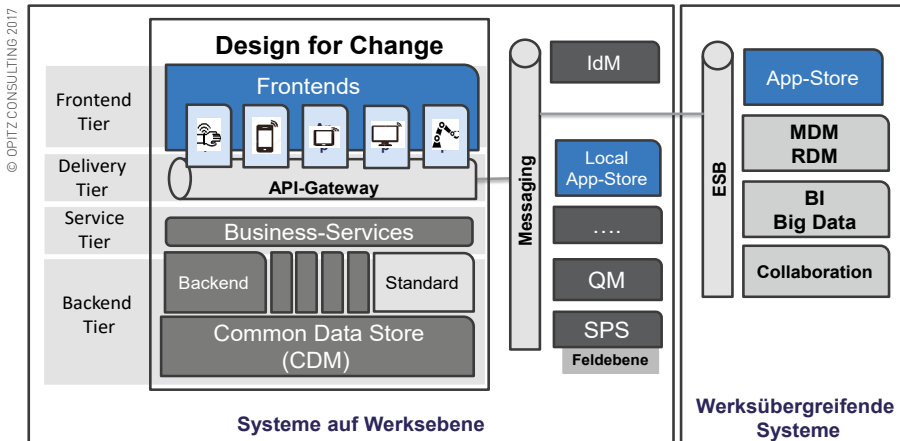 © OPITZ CONSULTING 2017
Design for Change
Frontend
Tier
Frontends
Delivery
Tier
API-Gateway
Service
Tier
Business-Services
Backend
Tier
Backend
Standard
Common Data Store
(CDM)
Messaging
IdM
Local
App-Store
....
QM
SPS
Feldebene
Systeme auf Werksebene
ESB
App-Store
MDM
RDM
BI
Big Data
Collaboration
Werksübergreifende
Systeme